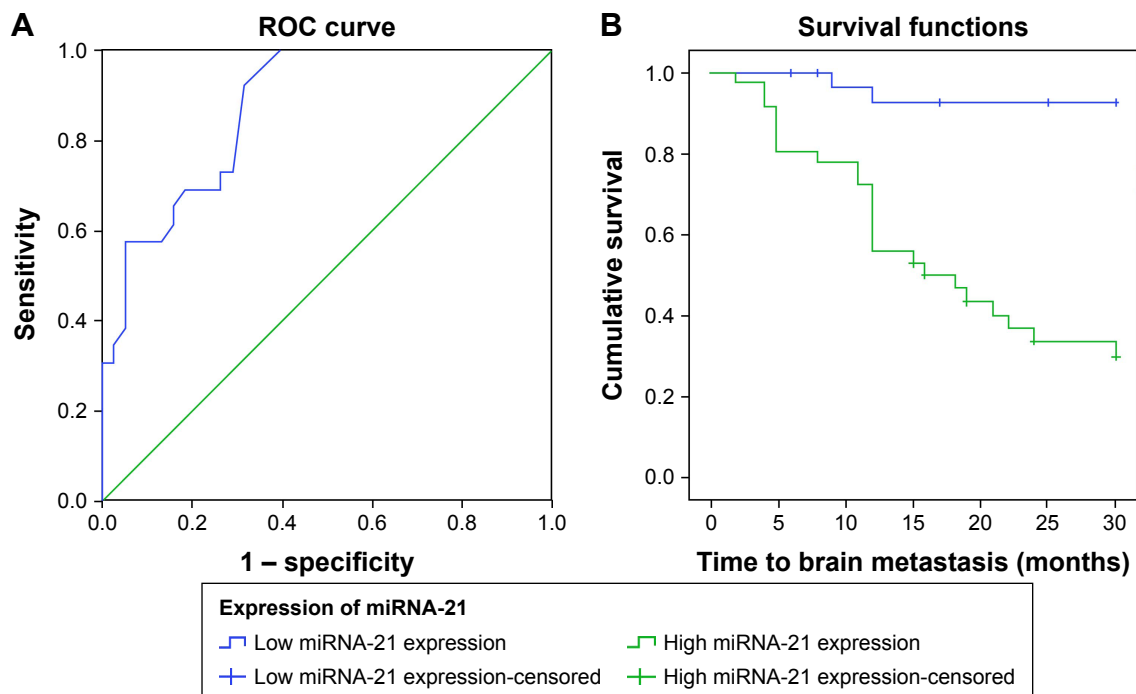 A
ROC curve
1.0
0.8
0.6
0.4
0.2
0.0
Sensitivity
0.0 0.2 0.4 0.6 0.8 1.0
1 – specificity
B
Survival functions
1.0
0.8
0.6
0.4
0.2
0.0
Cumulative survival
0 5 10 15 20 25 30
Time to brain metastasis (months)
Expression of miRNA-21
Low miRNA-21 expression
High miRNA-21 expression
Low miRNA-21 expression-censored
High miRNA-21 expression-censored